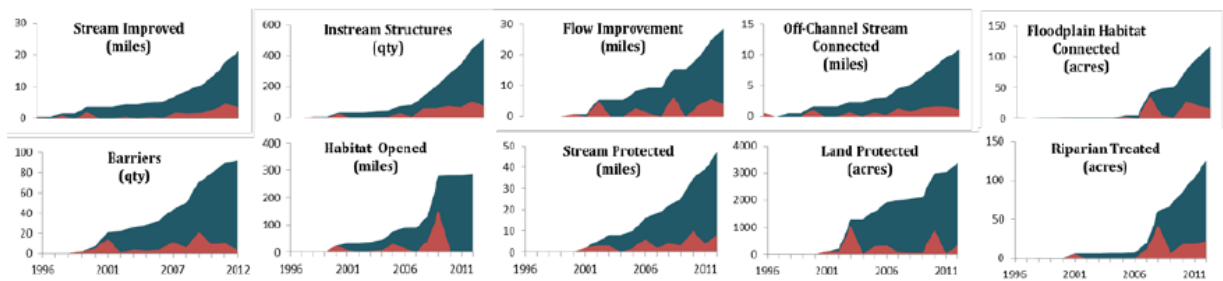 Stream Improved
(miles)
30
20
10
0
Instream Structures
(qty)
600
400
200
0
Flow Improvement
(miles)
30
20
10
0
Off-Channel Stream
Connected
(miles)
15
10
5
0
Floodplain Habitat
Connected
(acres)
150
100
50
0
Barriers
(qty)
100
80
60
40
20
0
1996 2001 2007 2012
Habitat Opened
(miles)
400
300
200
100
0
1996 2001 2006 2011
Stream Protected
(miles)
50
40
30
20
10
0
1996 2001 2006 2011
Land Protected
(acres)
4000
3000
2000
1000
0
1996 2001 2006 2011
Riparian Treated
(acres)
150
100
50
0
1996 2001 2006 2011